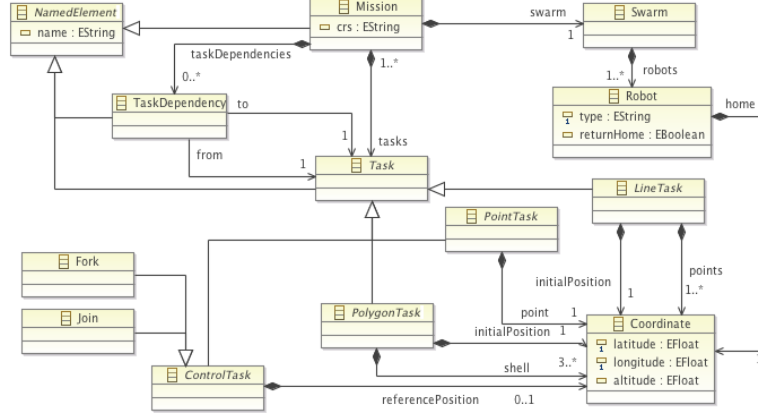 NamedElement
name : EString
Mission
crs : EString
swarm
1
Swarm
taskDependencies
0..*
1..*
tasks
1..*
robots
Robot
type : EString
returnHome : EBoolean
home
TaskDependency
to
1
from
1
Task
LineTask
PointTask
initialPosition
1
points
1..*
Fork
Join
point
1
PolygonTask
initialPosition
1
shell
3..*
Coordinate
latitude : EFloat
longitude : EFloat
altitude : EFloat
ControlTask
referencePosition
0..1